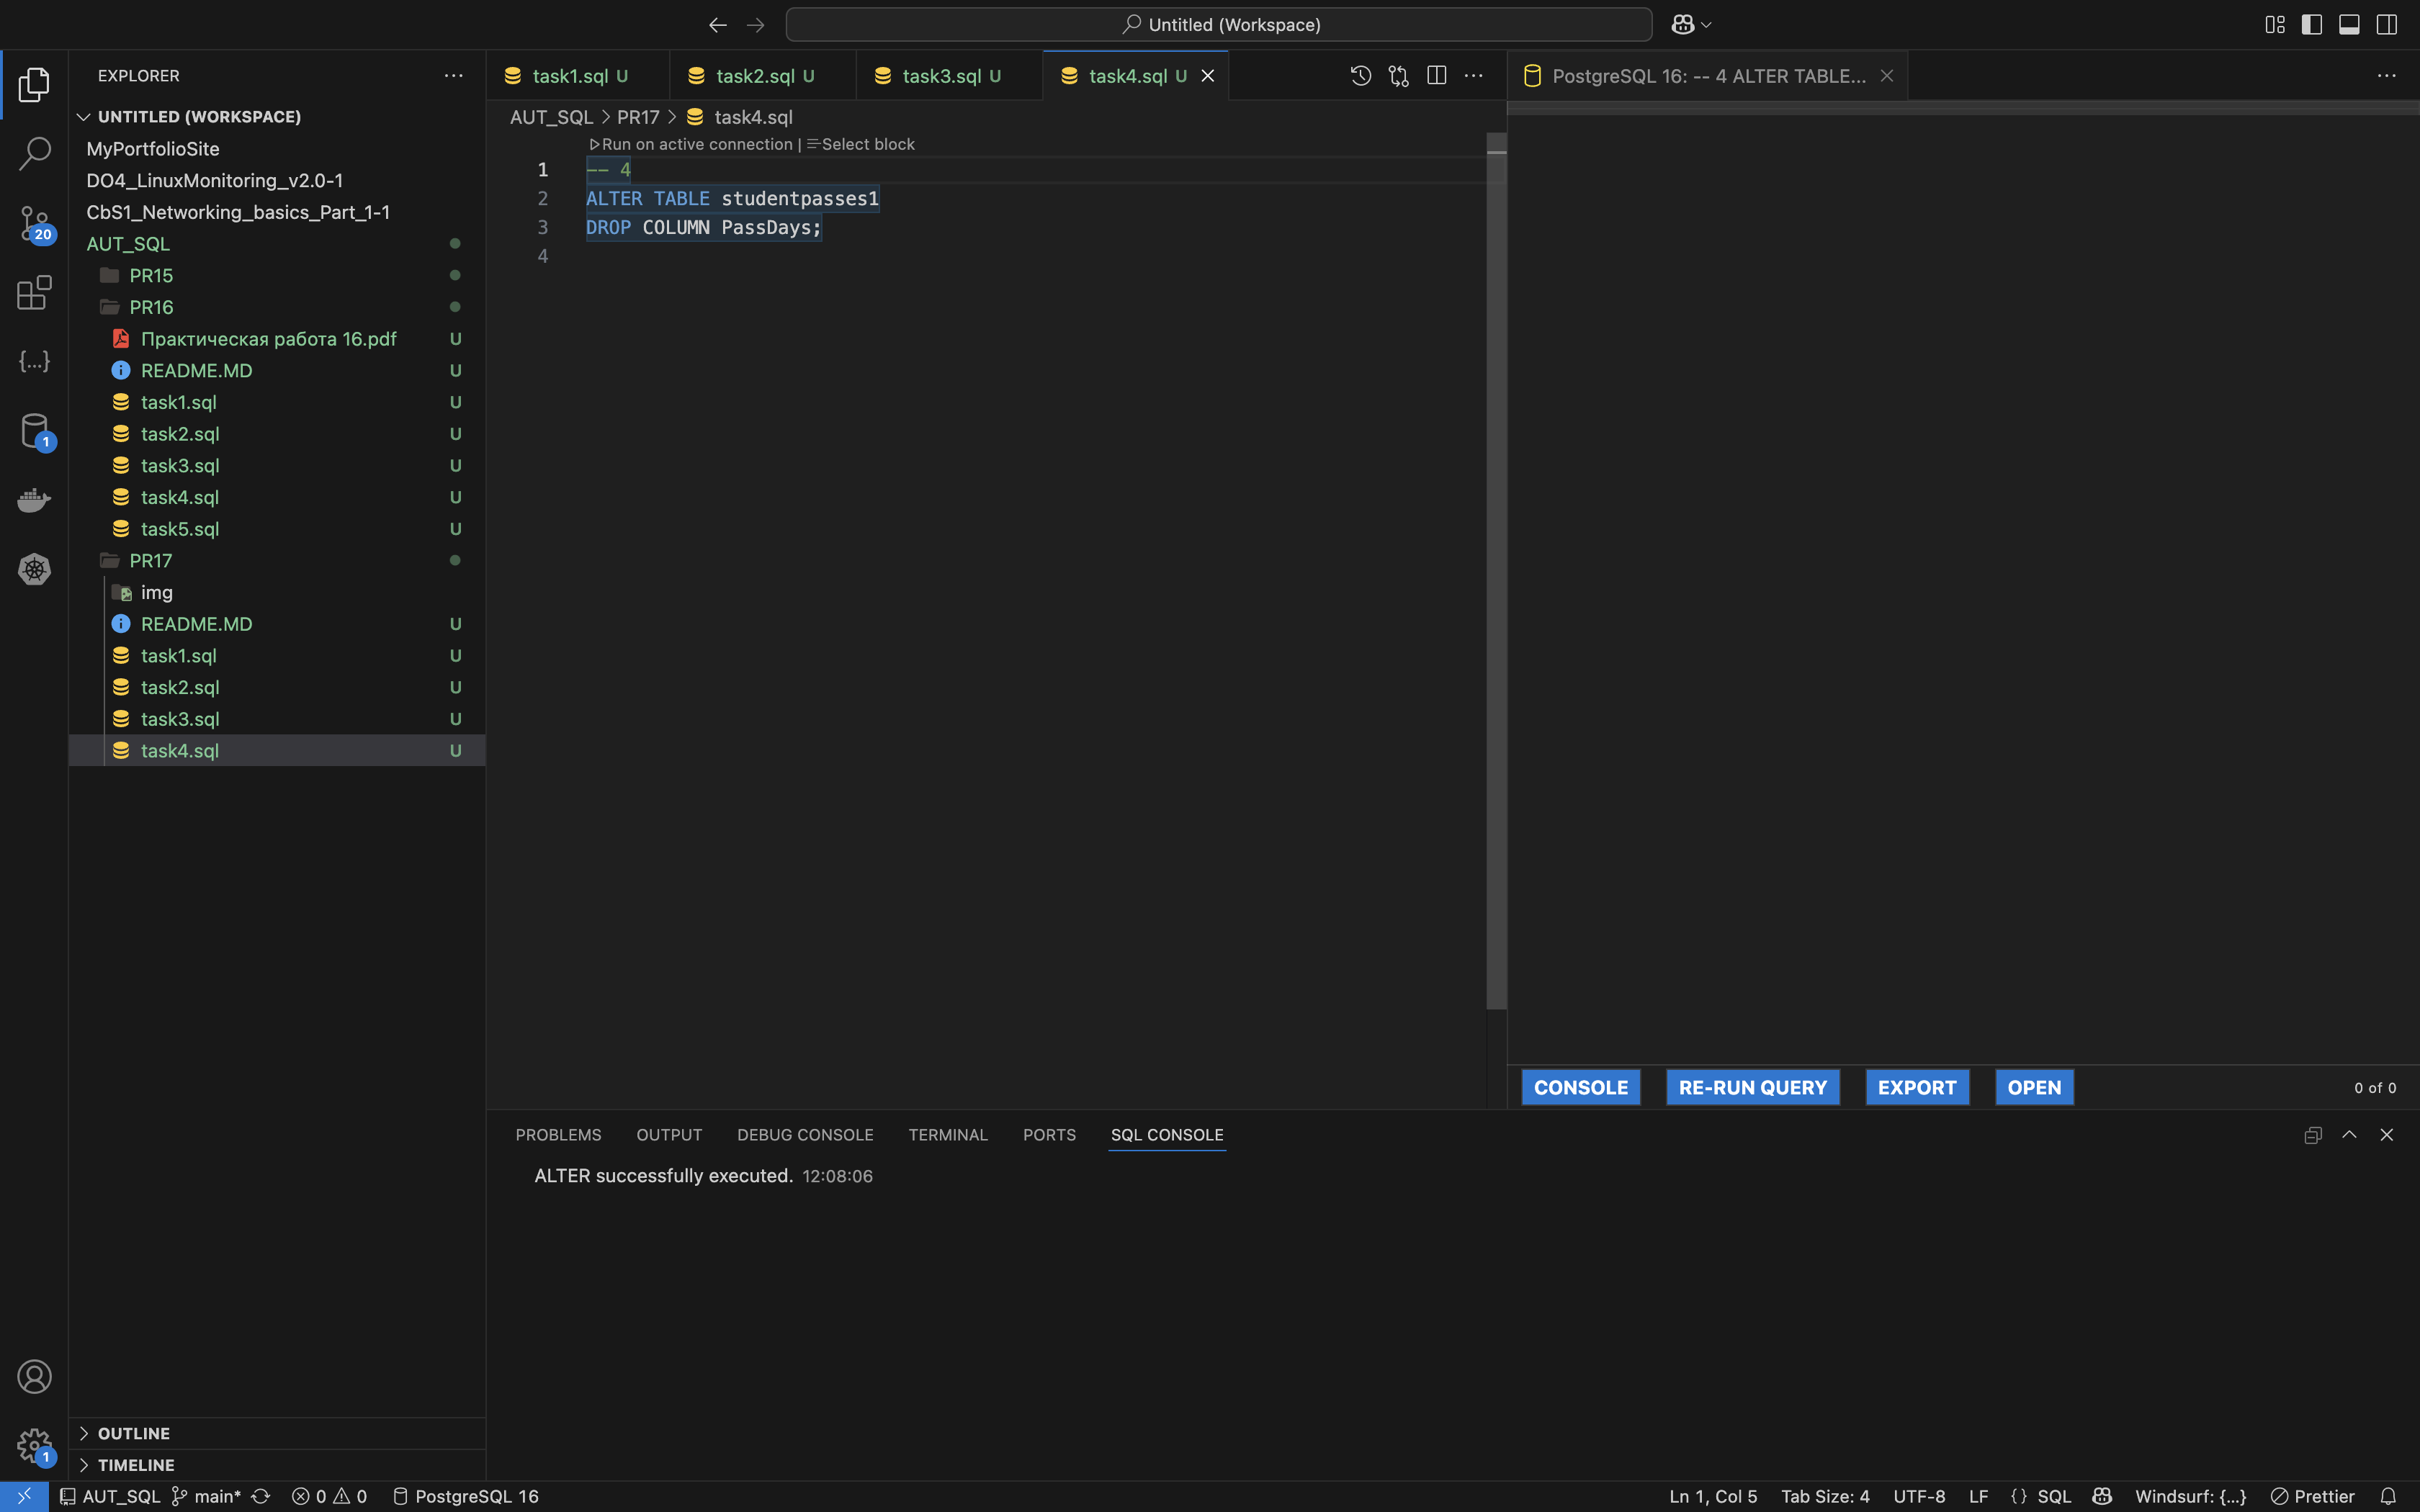 Untitled (Workspace)
EXPLORER
UNTITLED (WORKSPACE)
MyPortfolioSite
DO4_LinuxMonitoring_v2.0-1
CbS1_Networking_basics_Part_1-1
AUT_SQL
PR15
PR16
Практическая работа 16.pdf U
README.MD U
task1.sql U
task2.sql U
task3.sql U
task4.sql U
task5.sql U
PR17
img
README.MD U
task1.sql U
task2.sql U
task3.sql U
task4.sql U
OUTLINE
TIMELINE
20
1
1
task1.sql U
task2.sql U
task3.sql U
task4.sql U
AUT_SQL > PR17 > task4.sql
Run on active connection | Select block
1 -- 4
2 ALTER TABLE studentpasses1
3 DROP COLUMN PassDays;
4
PostgreSQL 16: -- 4 ALTER TABLE...
CONSOLE RE-RUN QUERY EXPORT OPEN 0 of 0
PROBLEMS OUTPUT DEBUG CONSOLE TERMINAL PORTS SQL CONSOLE
ALTER successfully executed. 12:08:06
AUT_SQL main* 0 0 PostgreSQL 16 Ln 1, Col 5 Tab Size: 4 UTF-8 LF {} SQL Windsurf: {...} Prettier